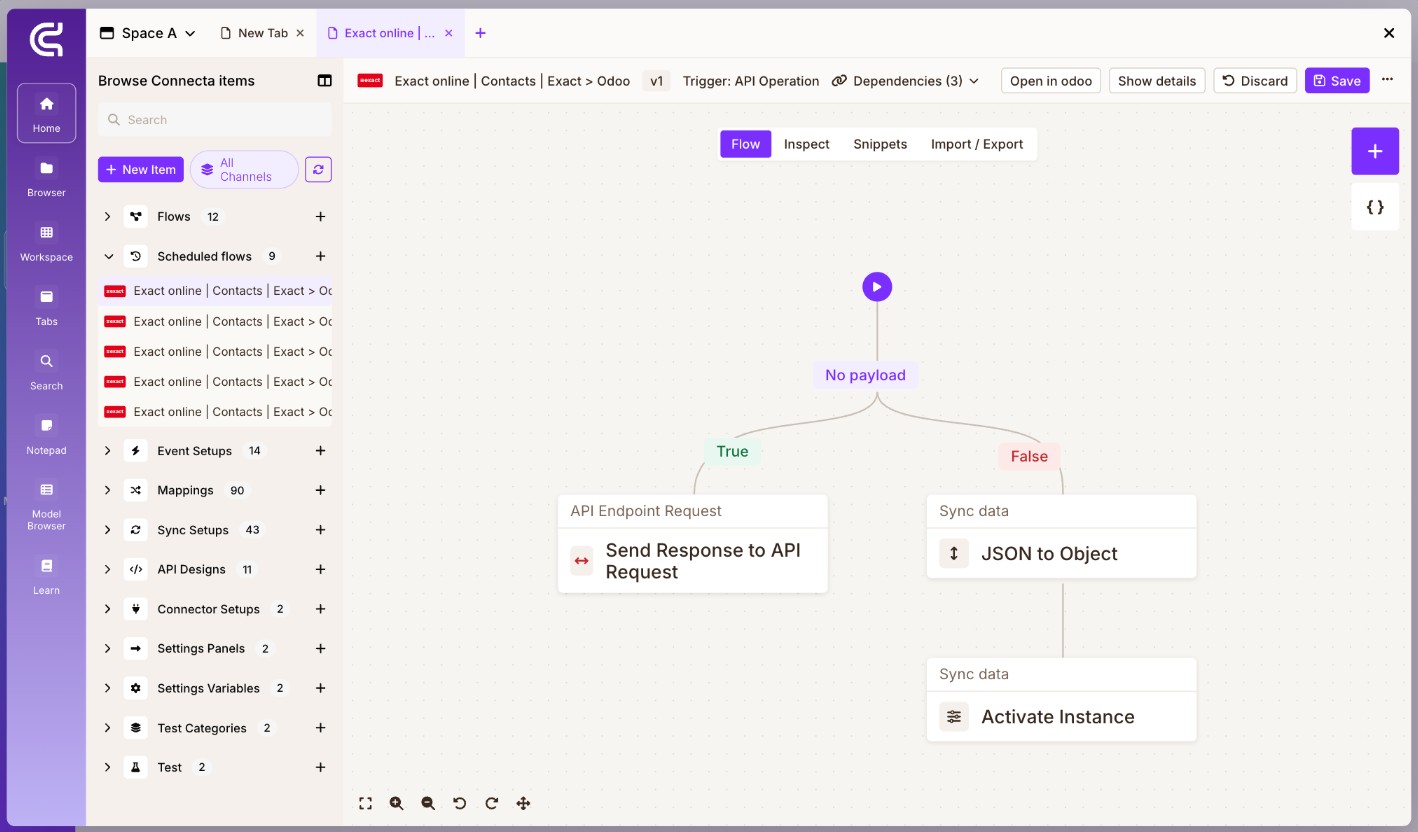 Space A
New Tab
Exact online | ...
Browse Connecta items
Exact online | Contacts | Exact > Odoo
v1
Trigger: API Operation
Dependencies (3)
Open in odoo
Show details
Discard
Save
Home
Browser
Workspace
Tabs
Search
Notepad
Model
Browser
Learn
Search
New Item
All
Channels
Flows 12
Scheduled flows 9
Exact online | Contacts | Exact > Od
Exact online | Contacts | Exact > Od
Exact online | Contacts | Exact > Od
Exact online | Contacts | Exact > Od
Exact online | Contacts | Exact > Od
Event Setups 14
Mappings 90
Sync Setups 43
API Designs 11
Connector Setups 2
Settings Panels 2
Settings Variables 2
Test Categories 2
Test 2
Flow
Inspect
Snippets
Import / Export
{ }
No payload
True
False
API Endpoint Request
Send Response to API
Request
Sync data
JSON to Object
Sync data
Activate Instance